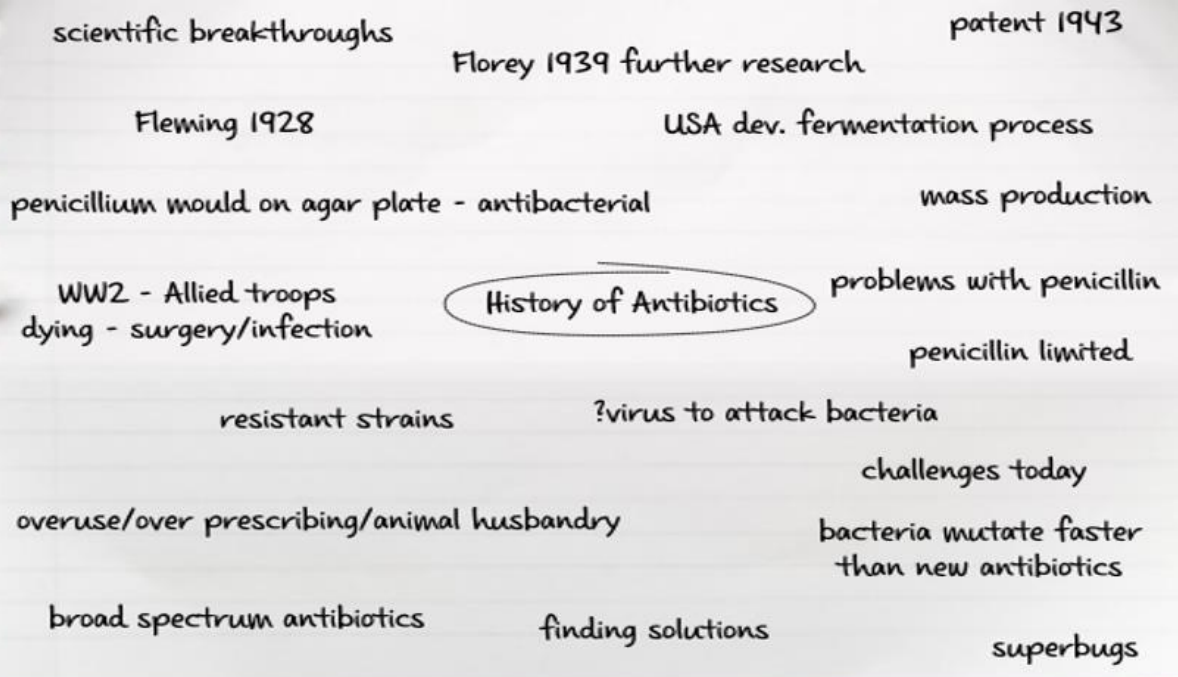 scientific breakthroughs
patent 1943
Florey 1939 further research
Fleming 1928
USA dev. fermentation process
penicillium mould on agar plate - antibacterial
mass production
WW2 - Allied troops
dying - surgery/infection
History of Antibiotics
problems with penicillin
penicillin limited
resistant strains
?virus to attack bacteria
challenges today
overuse/over prescribing/animal husbandry
bacteria mutate faster
than new antibiotics
broad spectrum antibiotics
finding solutions
superbugs